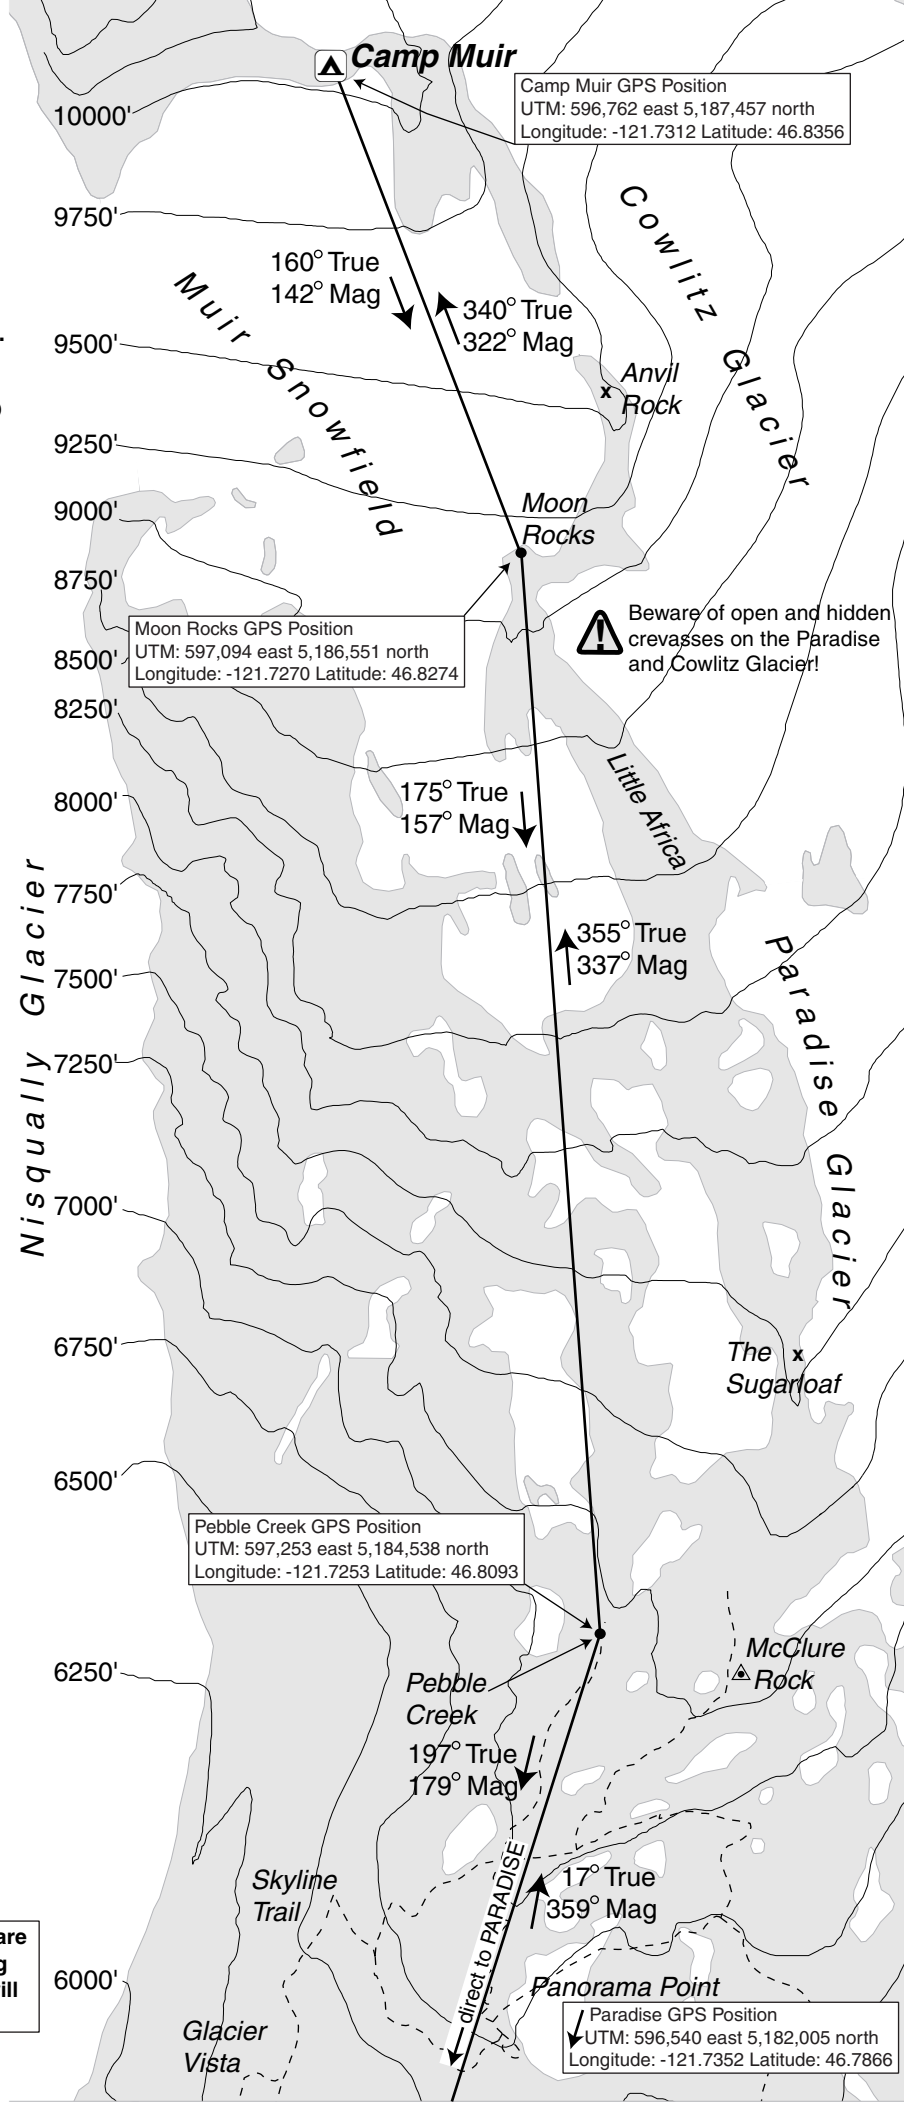 Camp Muir
Camp Muir GPS Position
UTM: 596,762 east 5,187,457 north
Longitude: -121.7312 Latitude: 46.8356
10000'
Cowlitz Glacier
9750'
160° True
142° Mag
Muir Snowfield
340° True
322° Mag
9500'
Anvil
Rock
9250'
Moon
Rocks
9000'
8750'
Beware of open and hidden
crevasses on the Paradise
and Cowlitz Glacier!
Moon Rocks GPS Position
UTM: 597,094 east 5,186,551 north
Longitude: -121.7270 Latitude: 46.8274
8500'
8250'
Little Africa
175° True
157° Mag
8000'
Nisqually Glacier
7750'
355° True
337° Mag
Paradise Glacier
7500'
7250'
7000'
6750'
The
Sugarloaf
6500'
Pebble Creek GPS Position
UTM: 597,253 east 5,184,538 north
Longitude: -121.7253 Latitude: 46.8093
McClure
Rock
6250'
Pebble
Creek
197° True
179° Mag
direct to PARADISE
17° True
359° Mag
Skyline
Trail
are
g
ill
6000'
Panorama Point
Paradise GPS Position
UTM: 596,540 east 5,182,005 north
Longitude: -121.7352 Latitude: 46.7866
Glacier
Vista